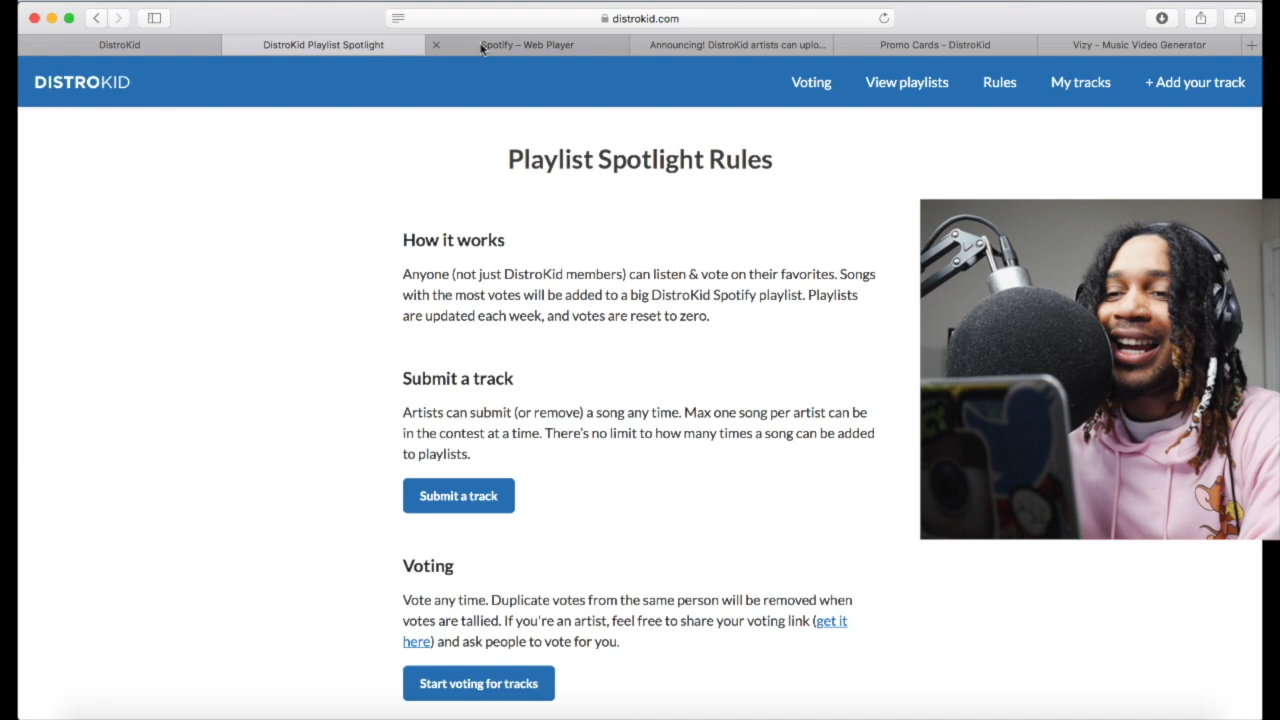 distrokid.com
DistroKid
DistroKid Playlist Spotlight
Spotify – Web Player
Announcing! DistroKid artists can uplo...
Promo Cards - DistroKid
Vizy - Music Video Generator
DISTROKID
Voting
View playlists
Rules
My tracks
+ Add your track
Playlist Spotlight Rules
How it works
Anyone (not just DistroKid members) can listen & vote on their favorites. Songs
with the most votes will be added to a big DistroKid Spotify playlist. Playlists
are updated each week, and votes are reset to zero.
Submit a track
Artists can submit (or remove) a song any time. Max one song per artist can be
in the contest at a time. There's no limit to how many times a song can be added
to playlists.
Submit a track
Voting
Vote any time. Duplicate votes from the same person will be removed when
votes are tallied. If you're an artist, feel free to share your voting link (get it
here) and ask people to vote for you.
Start voting for tracks